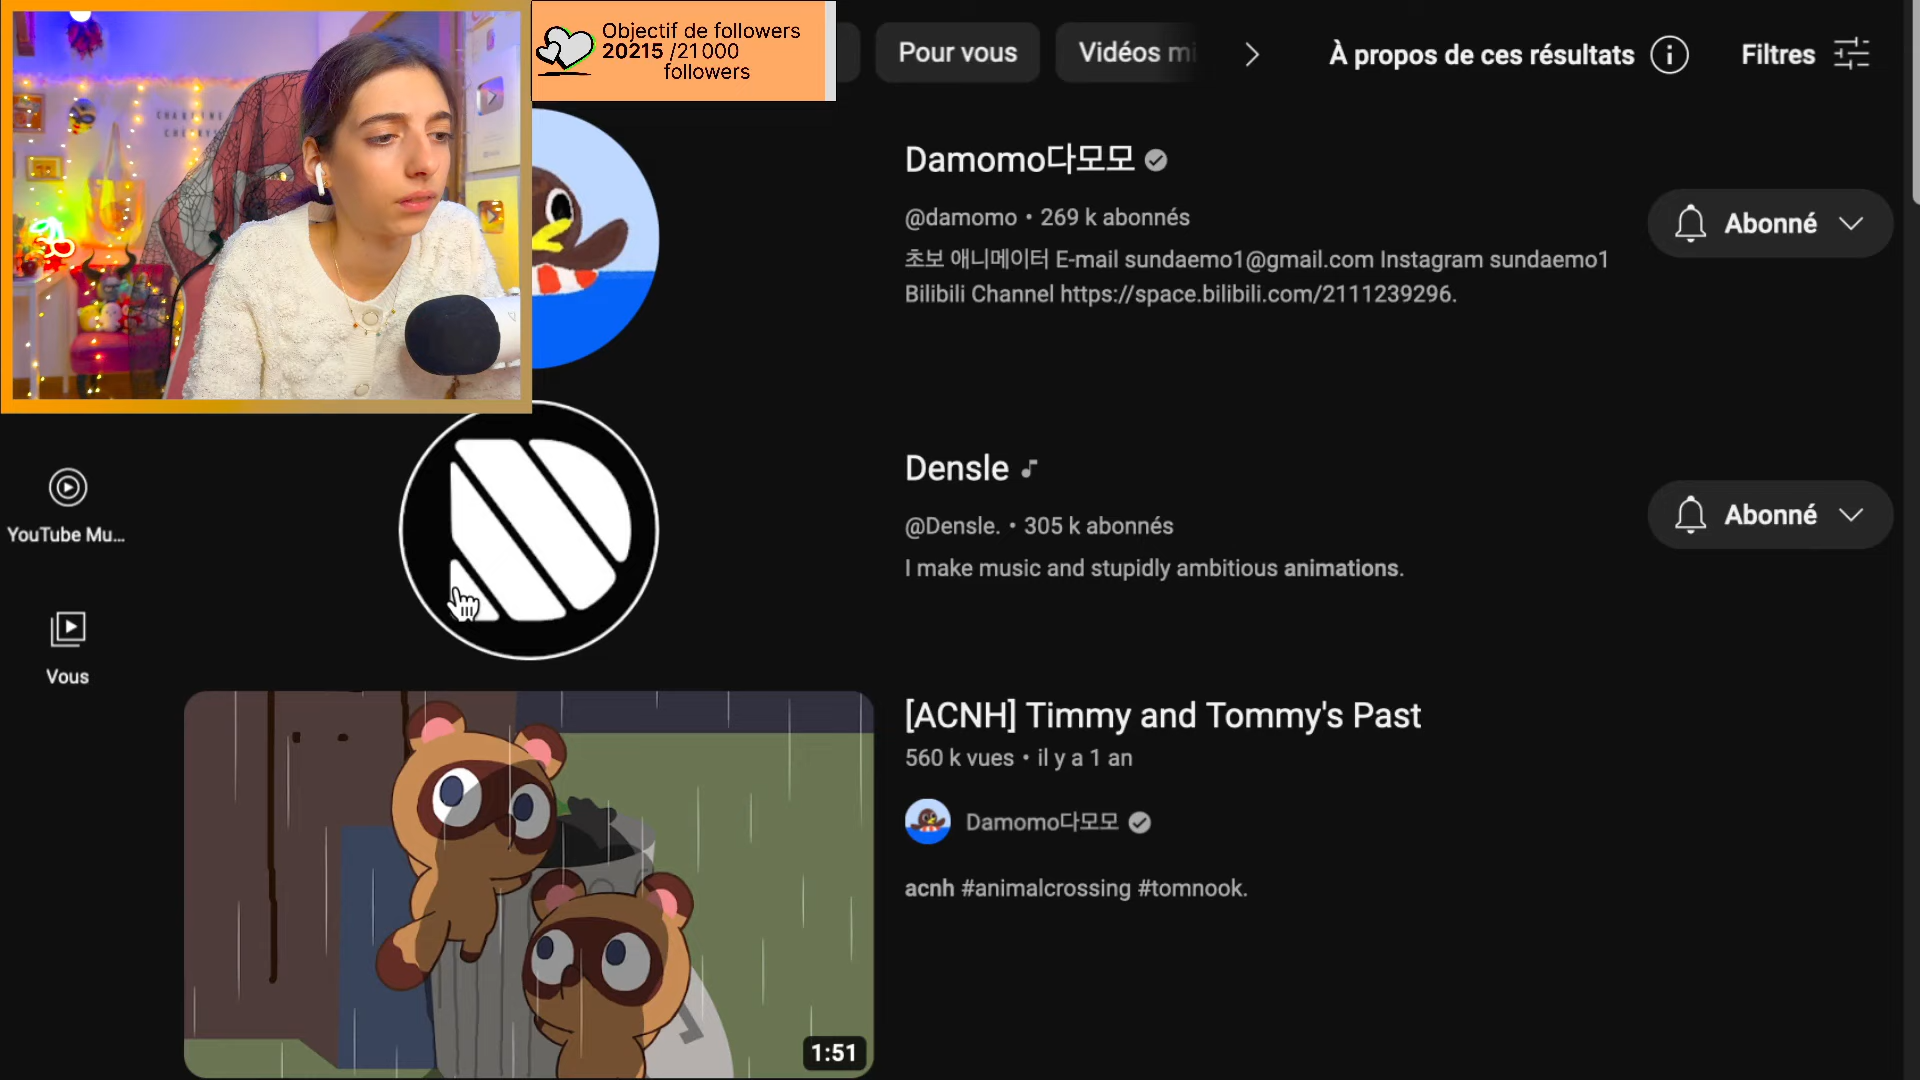 Objectif de followers
20215 /21000
followers
Pour vous
Vidéos mi
À propos de ces résultats
Filtres
Damomo다모모
@damomo • 269 k abonnés
초보 애니메이터 E-mail sundaemo1@gmail.com Instagram sundaemo1
Bilibili Channel https://space.bilibili.com/2111239296.
Abonné
Densle
@Densle. • 305 k abonnés
I make music and stupidly ambitious animations.
Abonné
YouTube Mu...
Vous
[ACNH] Timmy and Tommy's Past
560 k vues • il y a 1 an
Damomo다모모
acnh #animalcrossing #tomnook.
1:51